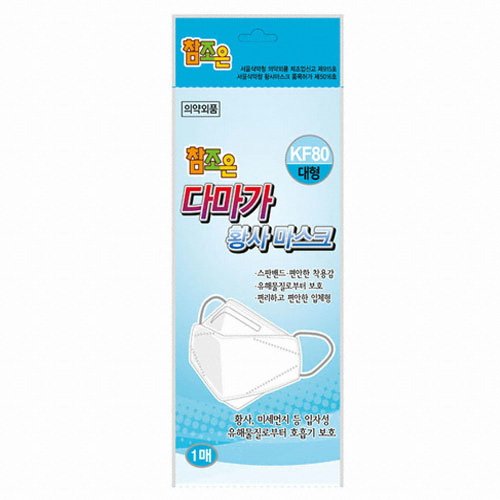 참조은
서울식약청 의약외품 제조업신고 제915호
서울식약청 황사마스크 품목허가 제5016호
의약외품
참조은
KF80
대형
다마가
황사 마스크
·스판밴드-편안한 착용감
·유해물질로부터 보호
·편리하고 편안한 입체형
황사, 미세먼지 등 입자성
유해물질로부터 호흡기 보호
1매